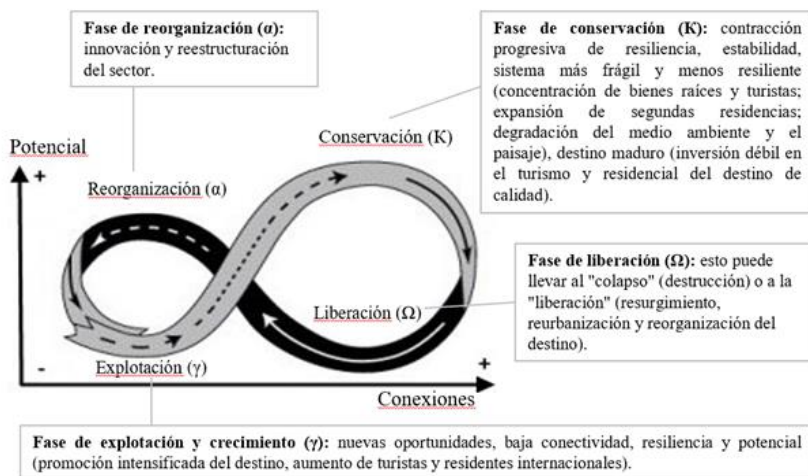 Fase de reorganización (α):
innovación y reestructuración
del sector.
Fase de conservación (K): contracción
progresiva de resiliencia, estabilidad,
sistema más frágil y menos resiliente
(concentración de bienes raíces y turistas;
expansión de segundas residencias;
degradación del medio ambiente y el
paisaje), destino maduro (inversión débil en
el turismo y residencial del destino de
calidad).
Potencial
+
Conservación (K)
Reorganización (α)
Fase de liberación (Ω): esto puede
llevar al "colapso" (destrucción) o a la
"liberación" (resurgimiento,
reurbanización y reorganización del
destino).
Liberación (Ω)
-
Explotación (γ)
+
Conexiones
Fase de explotación y crecimiento (γ): nuevas oportunidades, baja conectividad, resiliencia y potencial
(promoción intensificada del destino, aumento de turistas y residentes internacionales).